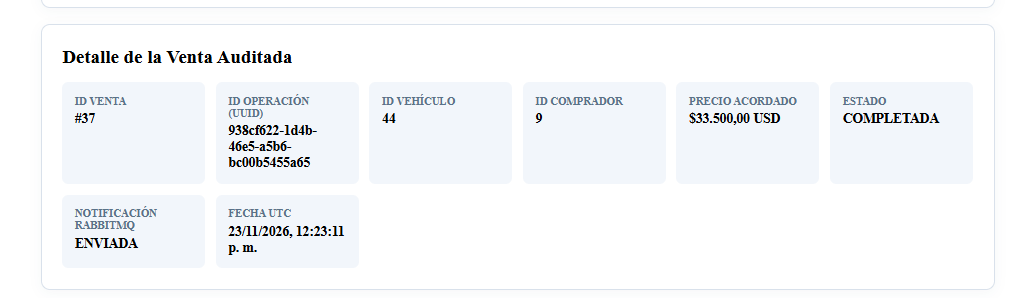 Detalle de la Venta Auditada
ID VENTA
#37
ID OPERACIÓN
(UUID)
938cf622-1d4b-
46e5-a5b6-
bc00b5455a65
ID VEHÍCULO
44
ID COMPRADOR
9
PRECIO ACORDADO
$33.500,00 USD
ESTADO
COMPLETADA
NOTIFICACIÓN
RABBITMQ
ENVIADA
FECHA UTC
23/11/2026, 12:23:11
p. m.